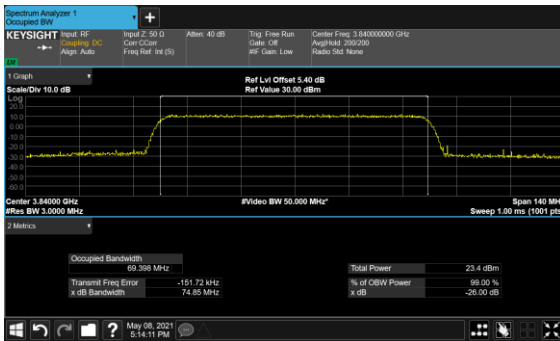 Spectrum Analyzer 1
Occupied BW
+
KEYSIGHT Input: RF Input Z: 50 Ω Atten: 40 dB Trig: Free Run Center Freq: 3.840000000 GHz
Coupling: DC Corr CCorr Gate: Off Avg|Hold: 200/200
Align: Auto Freq Ref: Int (S) #IF Gain: Low Radio Std: None
1 Graph Ref Lvl Offset 5.40 dB
Scale/Div 10.0 dB Ref Value 30.00 dBm
Log
20.0
10.0
0.00
-10.0
-20.0
-30.0
-40.0
-50.0
-60.0
Center 3.84000 GHz #Video BW 50.000 MHz* Span 140 MH
#Res BW 3.0000 MHz Sweep 1.00 ms (1001 pts
2 Metrics
Occupied Bandwidth
69.398 MHz Total Power 23.4 dBm
Transmit Freq Error -151.72 kHz % of OBW Power 99.00 %
x dB Bandwidth 74.85 MHz x dB -26.00 dB
? May 08, 2021
5:14:11 PM